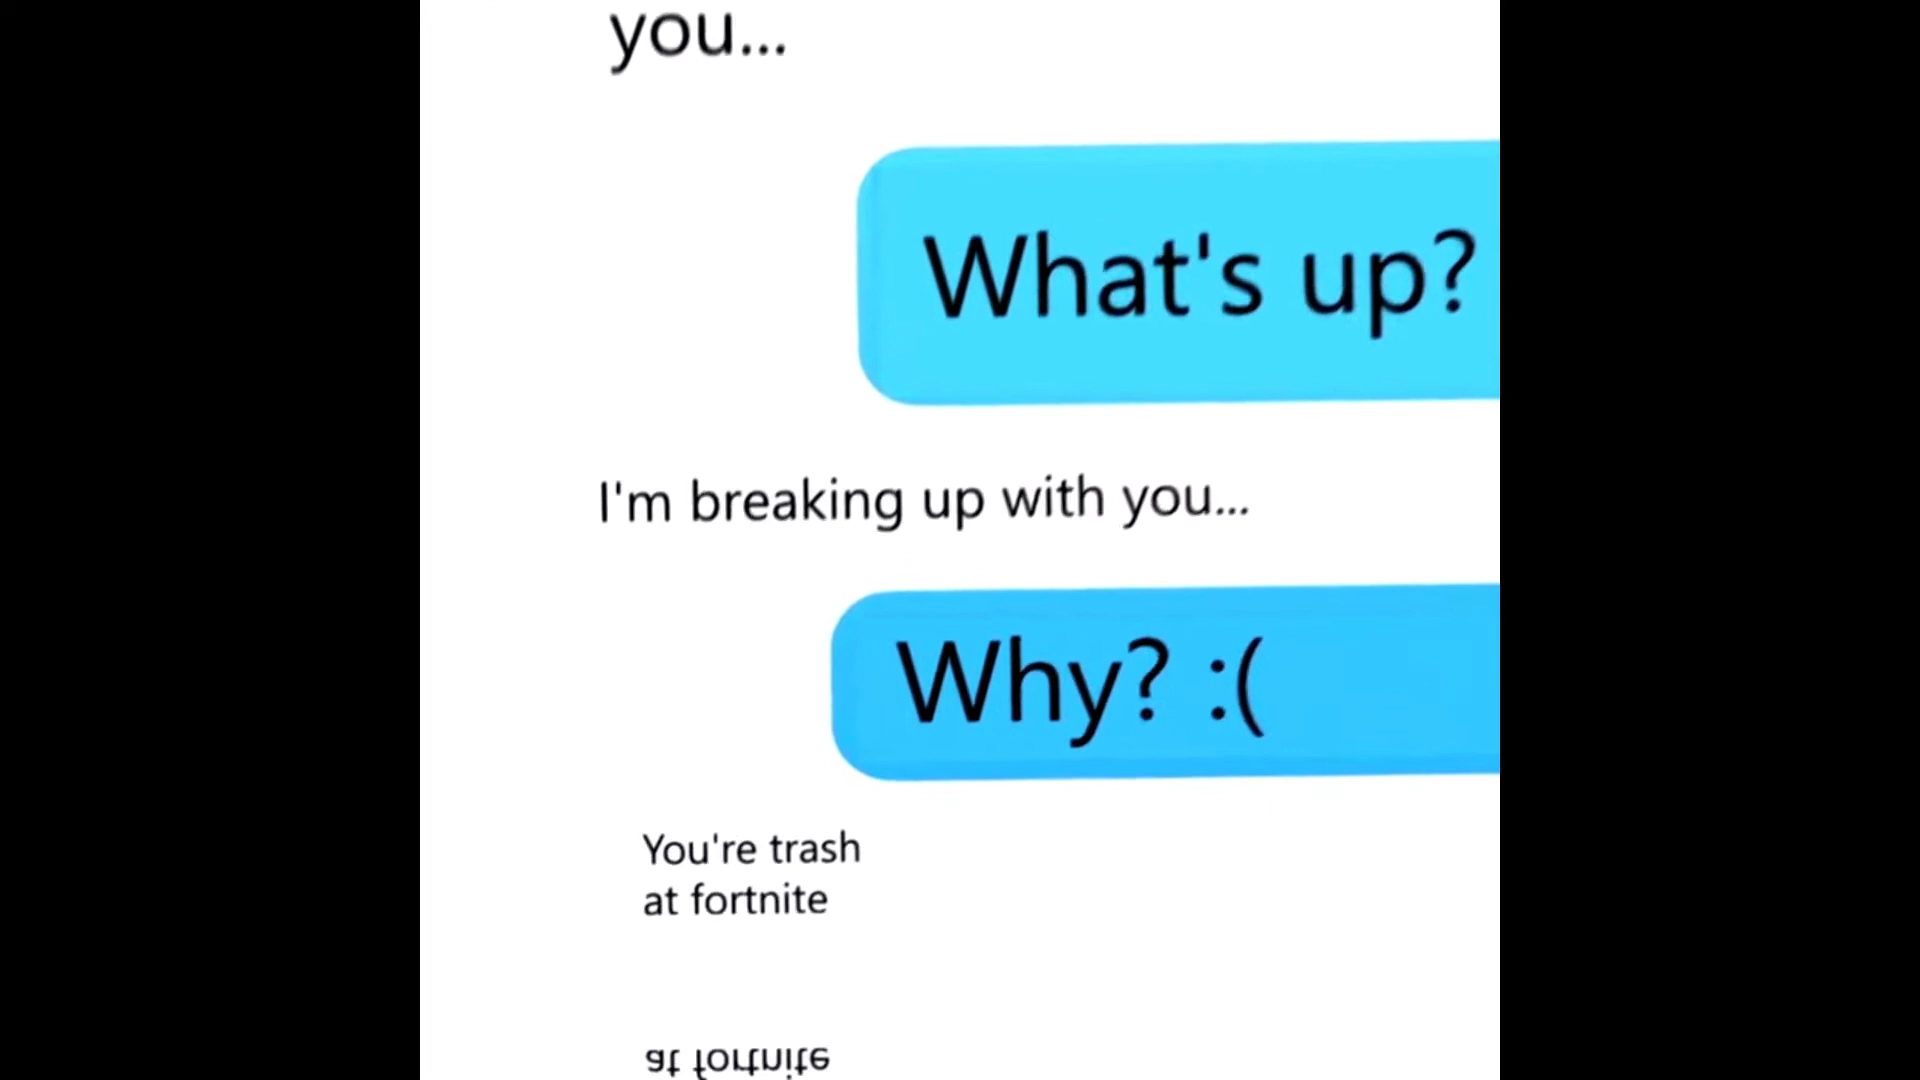 you...
What's up?
I'm breaking up with you...
Why? :(
You're trash
at fortnite
at fortnite